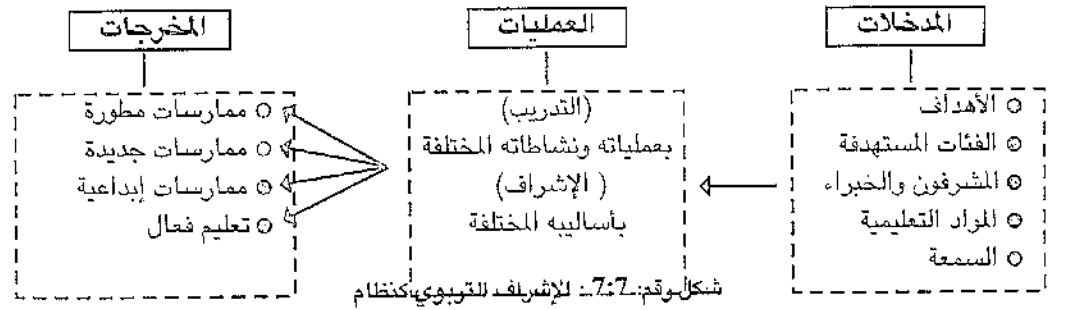 المدخلات
العمليات
المخرجات
الأهداف
الفئات المستهدفة
المشرفون والخبراء
المواد التعليمية
السمعة
(التدريب)
بعملياته ونشاطاته المختلفة
( الإشراف)
بأساليبه المختلفة
ممارسات مطورة
ممارسات جديدة
ممارسات إبداعية
تعليم فعال
شكل رقم: 7:7: الإشراف التربوي كنظام